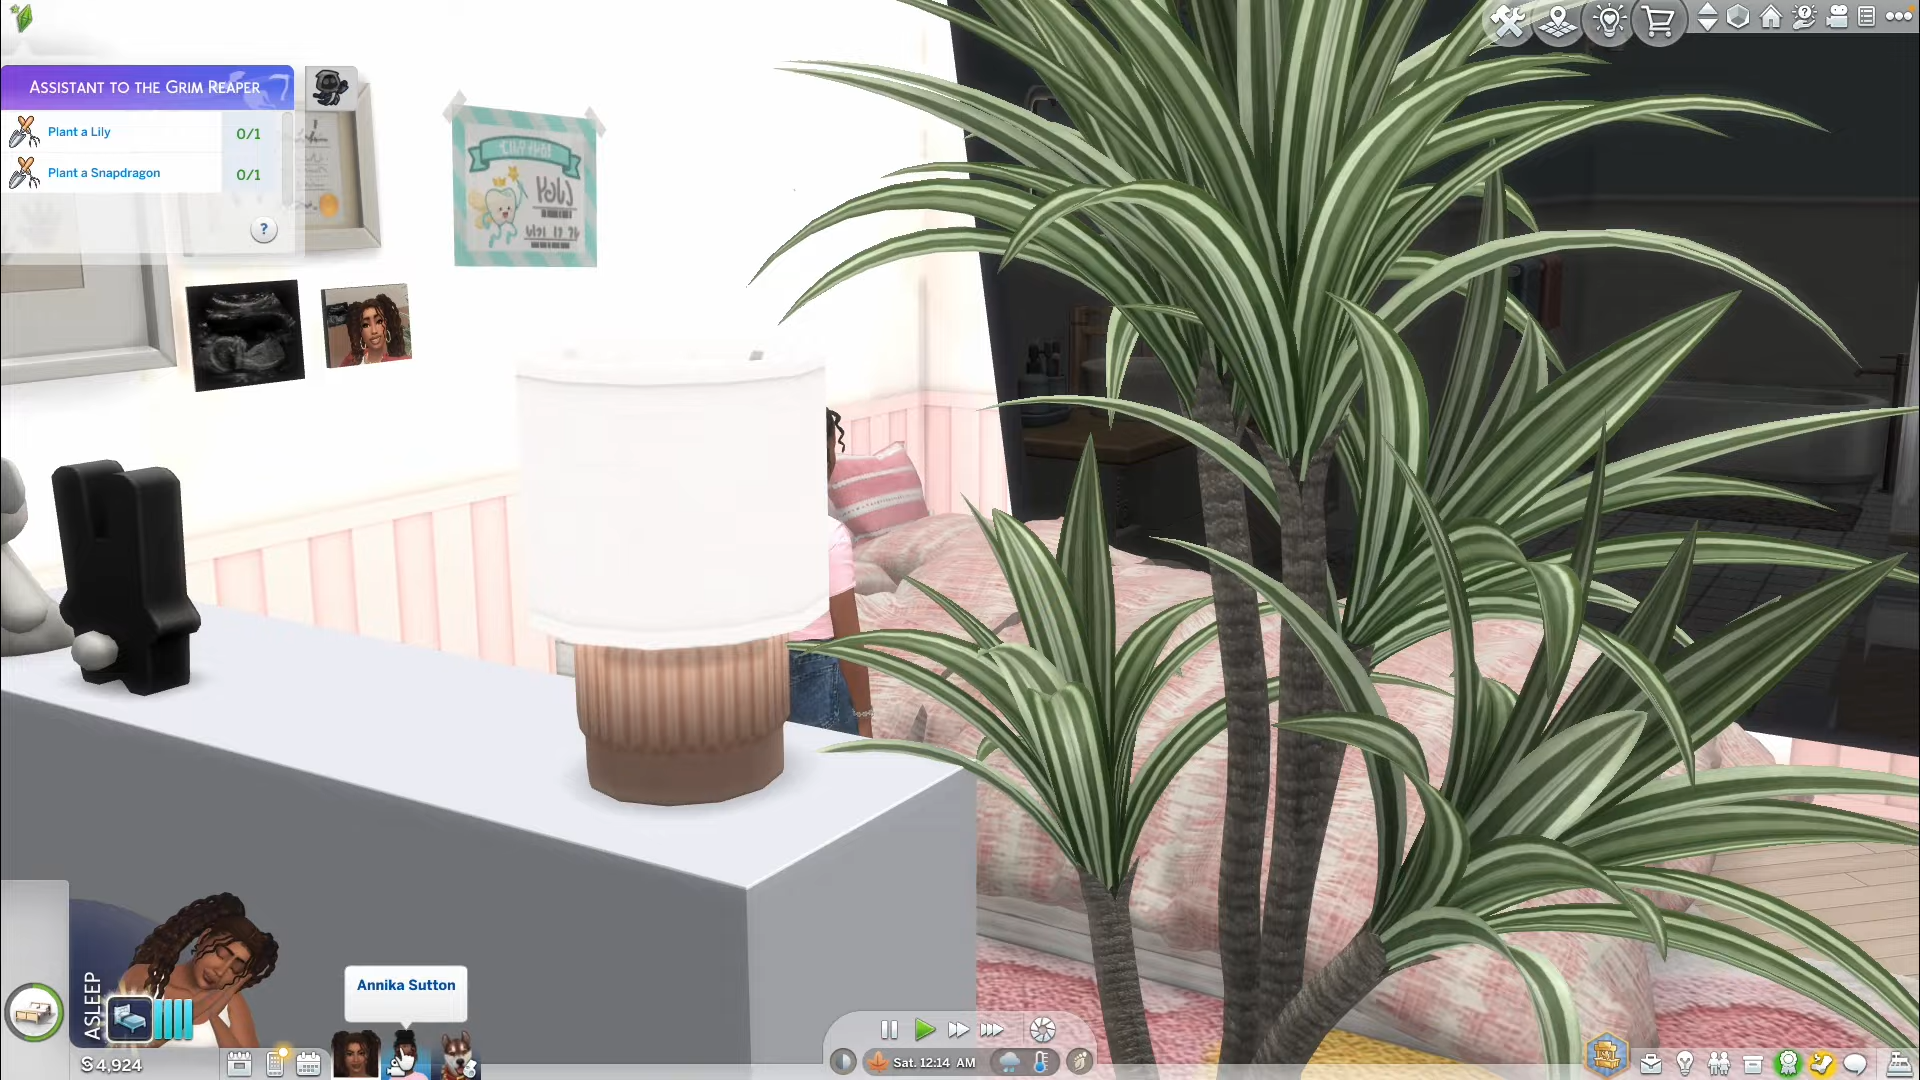 ASSISTANT TO THE GRIM REAPER
Plant a Lily
0/1
Plant a Snapdragon
0/1
?
ASLEEP
Annika Sutton
§4,924
Sat. 12:14 AM